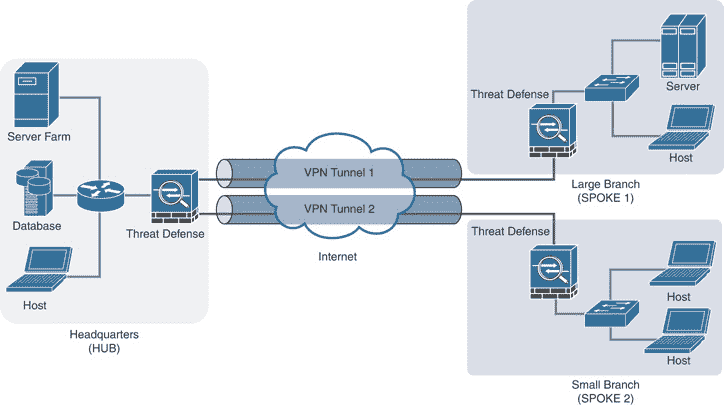 Server Farm
Database
Host
Threat Defense
Headquarters
(HUB)
VPN Tunnel 1
VPN Tunnel 2
Internet
Threat Defense
Server
Host
Large Branch
(SPOKE 1)
Threat Defense
Host
Host
Small Branch
(SPOKE 2)